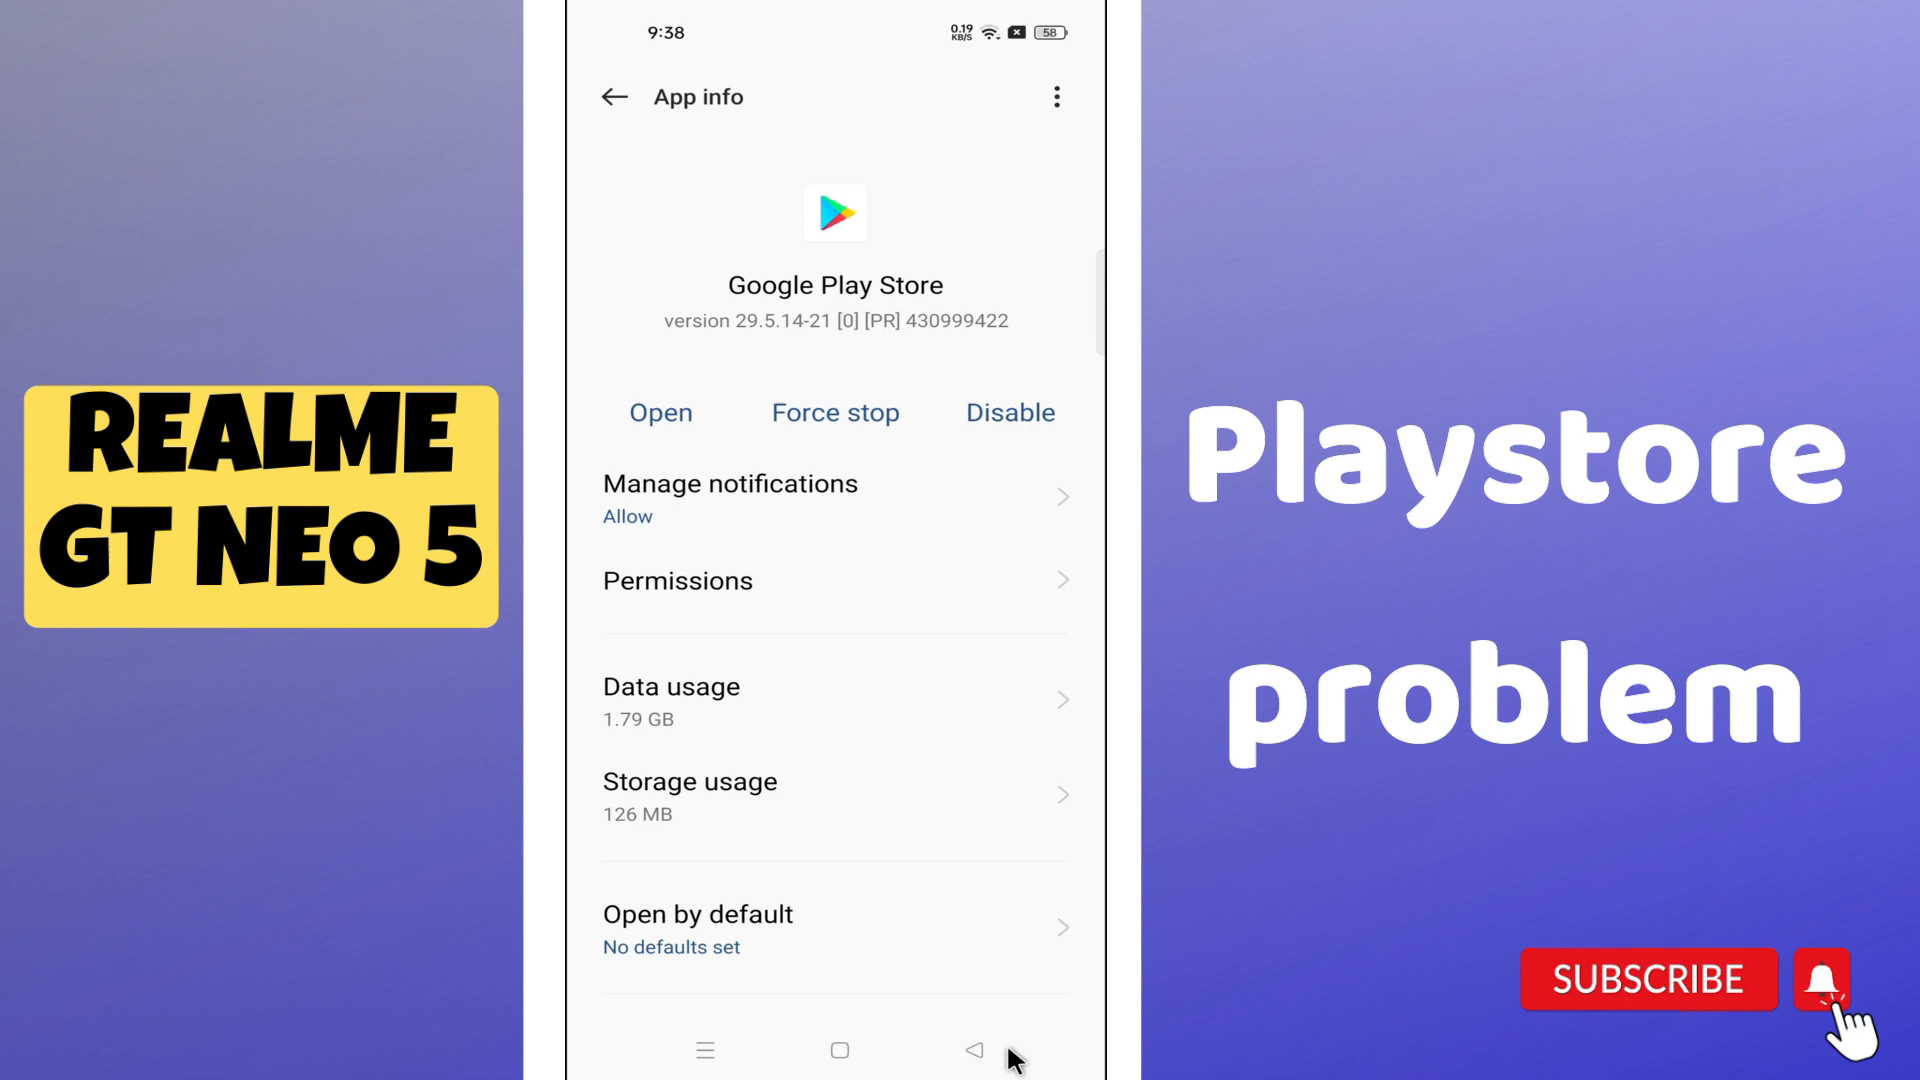 REALME
GT NEO 5
9:38
0.19
KB/S
58
App info
Google Play Store
version 29.5.14-21 [0] [PR] 430999422
Open
Force stop
Disable
Manage notifications
Allow
Permissions
Data usage
1.79 GB
Storage usage
126 MB
Open by default
No defaults set
Playstore
problem
SUBSCRIBE